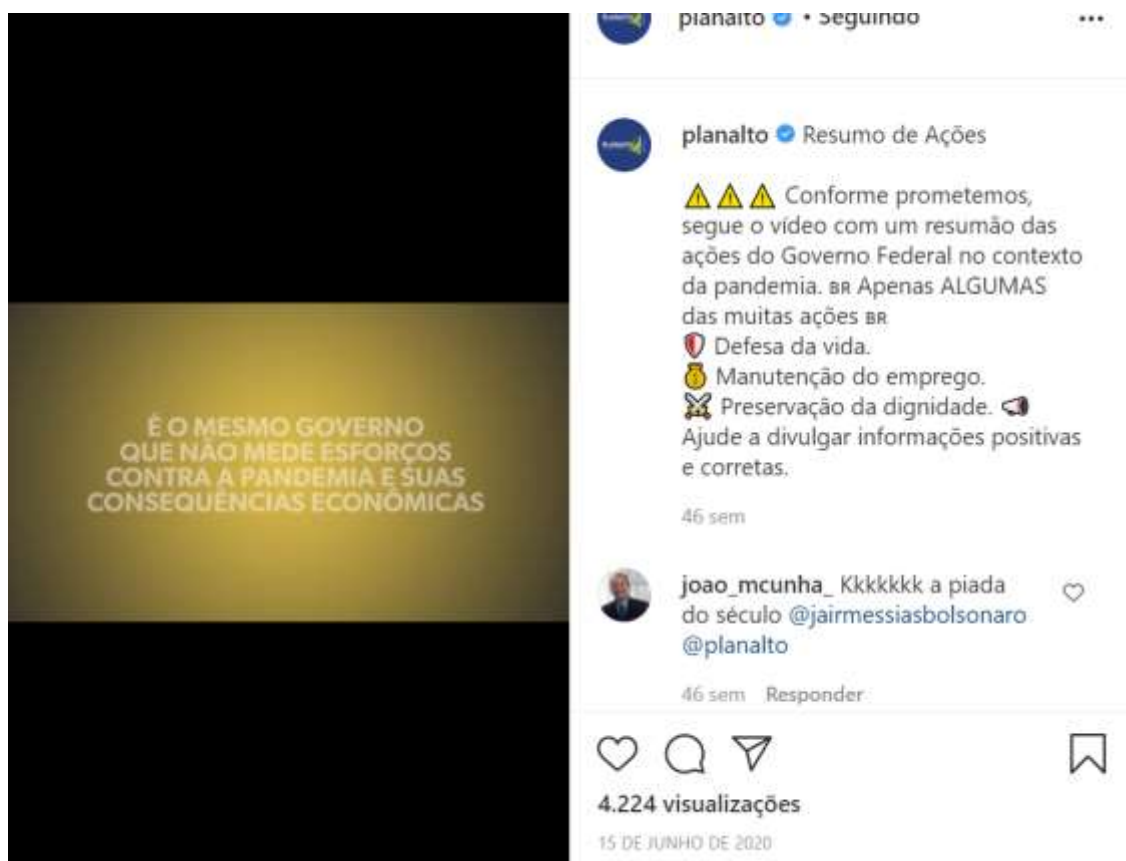 É O MESMO GOVERNO
QUE NÃO MEDE ESFORÇOS
CONTRA A PANDEMIA E SUAS
CONSEQUÊNCIAS ECONÔMICAS
planalto • Seguindo
planalto Resumo de Ações
⚠⚠⚠ Conforme prometemos,
segue o vídeo com um resumão das
ações do Governo Federal no contexto
da pandemia. BR Apenas ALGUMAS
das muitas ações BR
Defesa da vida.
Manutenção do emprego.
Preservação da dignidade.
Ajude a divulgar informações positivas
e corretas.
46 sem
joao_mcunha_ Kkkkkkk a piada
do século @jairmessiasbolsonaro
@planalto
46 sem Responder
4.224 visualizações
15 DE JUNHO DE 2020